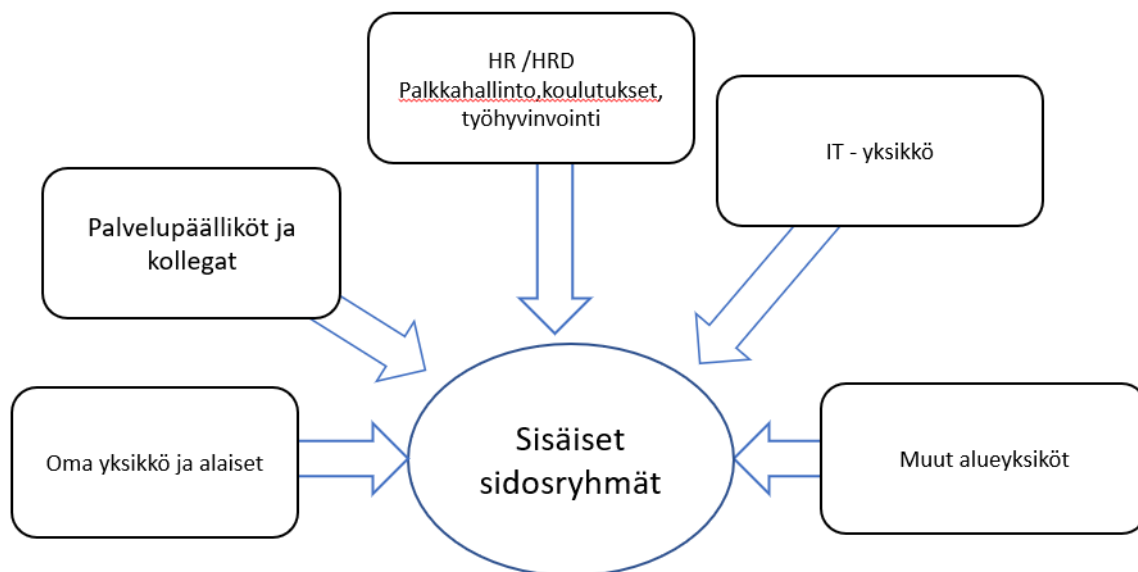 HR /HRD
Palkkahallinto,koulutukset,
työhyvinvointi
IT - yksikkö
Palvelupäälliköt ja
kollegat
Oma yksikkö ja alaiset
Sisäiset
sidosryhmät
Muut alueyksiköt